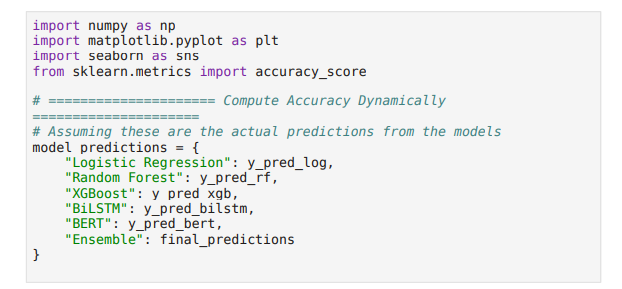 import numpy as np
import matplotlib.pyplot as plt
import seaborn as sns
from sklearn.metrics import accuracy_score
# ===================== Compute Accuracy Dynamically
=====================
# Assuming these are the actual predictions from the models
model predictions = {
"Logistic Regression": y_pred_log,
"Random Forest": y_pred_rf,
"XGBoost": y pred xgb,
"BiLSTM": y_pred_bilstm,
"BERT": y_pred_bert,
"Ensemble": final_predictions
}